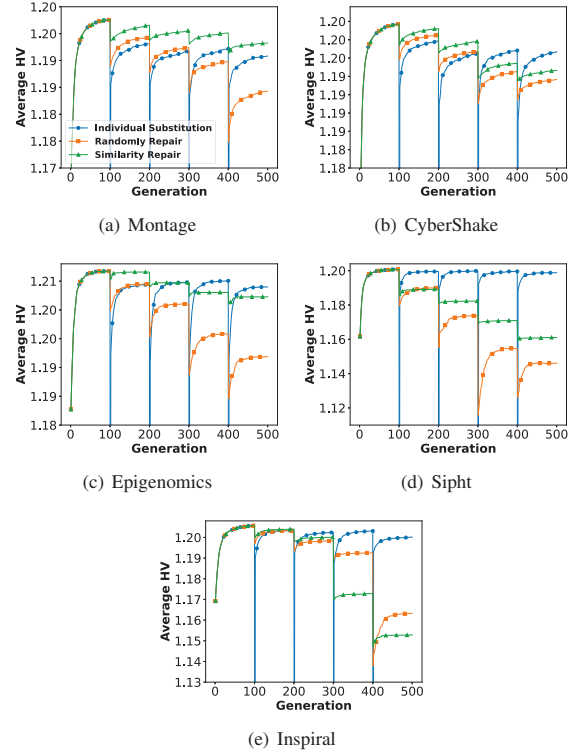 1.20
1.20
1.19
1.19
1.18
1.18
1.17
Average HV
Individual Substitution
Randomly Repair
Similarity Repair
0 100 200 300 400 500
Generation
(a) Montage
1.20
1.20
1.19
1.19
1.18
1.18
Average HV
0 100 200 300 400 500
Generation
(b) CyberShake
1.21
1.20
1.20
1.19
1.19
1.18
Average HV
0 100 200 300 400 500
Generation
(c) Epigenomics
1.20
1.18
1.16
1.14
1.12
Average HV
0 100 200 300 400 500
Generation
(d) Sipht
1.20
1.19
1.18
1.17
1.16
1.15
1.14
1.13
Average HV
0 100 200 300 400 500
Generation
(e) Inspiral